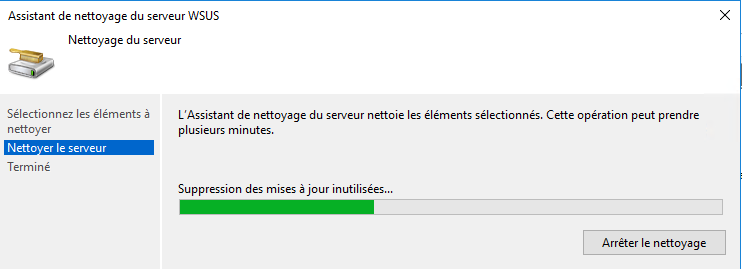 Assistant de nettoyage du serveur WSUS
Nettoyage du serveur
Sélectionnez les éléments à
nettoyer
Nettoyer le serveur
Terminé
L'Assistant de nettoyage du serveur nettoie les éléments sélectionnés. Cette opération peut prendre
plusieurs minutes.
Suppression des mises à jour inutilisées...
Arrêter le nettoyage